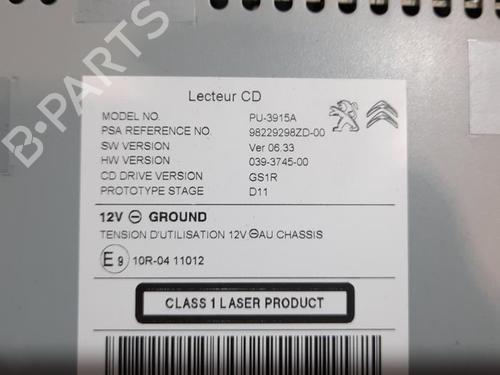 B-PARTS
Lecteur CD
MODEL NO. PU-3915A
PSA REFERENCE NO. 98229298ZD-00
SW VERSION Ver 06.33
HW VERSION 039-3745-00
CD DRIVE VERSION GS1R
PROTOTYPE STAGE D11
12V ⊖ GROUND
TENSION D'UTILISATION 12V ⊖AU CHASSIS
E9 10R-04 11012
CLASS 1 LASER PRODUCT